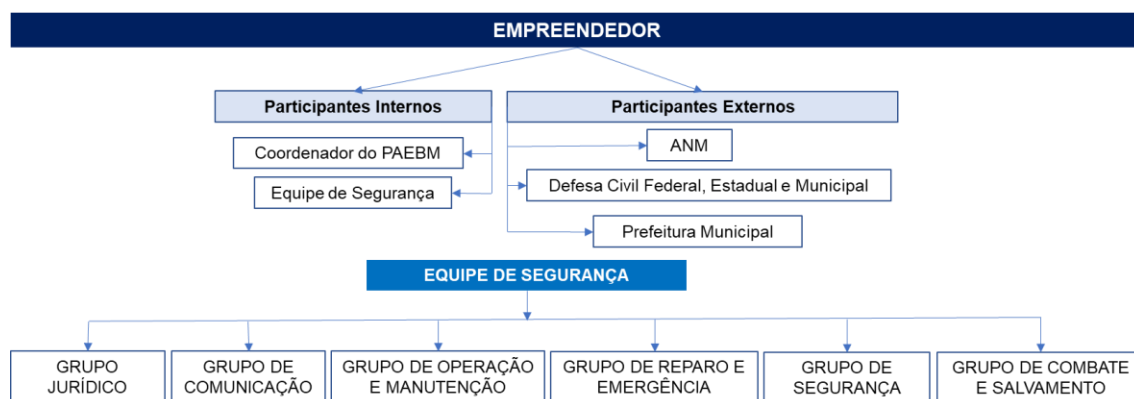 EMPREENDEDOR
Participantes Internos
Participantes Externos
Coordenador do PAEBM
ANM
Equipe de Segurança
Defesa Civil Federal, Estadual e Municipal
Prefeitura Municipal
EQUIPE DE SEGURANÇA
GRUPO
JURÍDICO
GRUPO DE
COMUNICAÇÃO
GRUPO DE OPERAÇÃO
E MANUTENÇÃO
GRUPO DE REPARO E
EMERGÊNCIA
GRUPO DE
SEGURANÇA
GRUPO DE COMBATE
E SALVAMENTO